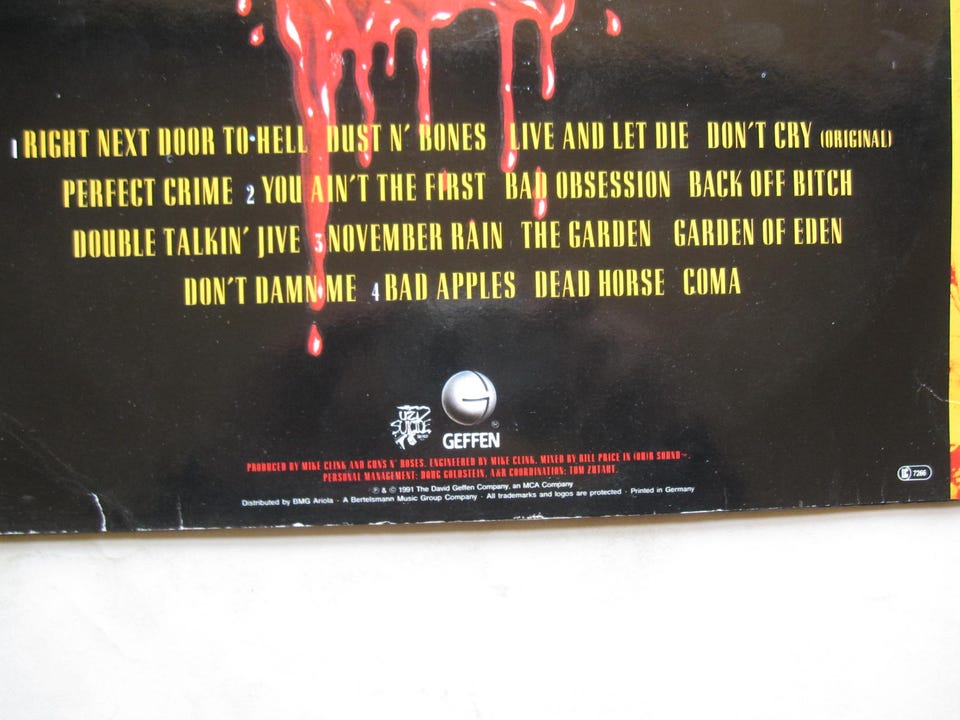 1 RIGHT NEXT DOOR TO HELL DUST N' BONES LIVE AND LET DIE DON'T CRY (ORIGINAL)
PERFECT CRIME 2 YOU AIN'T THE FIRST BAD OBSESSION BACK OFF BITCH
DOUBLE TALKIN' JIVE 3 NOVEMBER RAIN THE GARDEN GARDEN OF EDEN
DON'T DAMN ME 4 BAD APPLES DEAD HORSE COMA
UZI SUICIDE
GEFFEN
PRODUCED BY MIKE CLINK AND GUNS N' ROSES. ENGINEERED BY MIKE CLINK. MIXED BY BILL PRICE IN SOUND™.
PERSONAL MANAGEMENT: DOUG GOLDSTEIN. A&R COORDINATION: TOM ZUTAUT.
℗ & © 1991 The David Geffen Company, an MCA Company
Distributed by BMG Ariola · A Bertelsmann Music Group Company · All trademarks and logos are protected · Printed in Germany
LC 7266